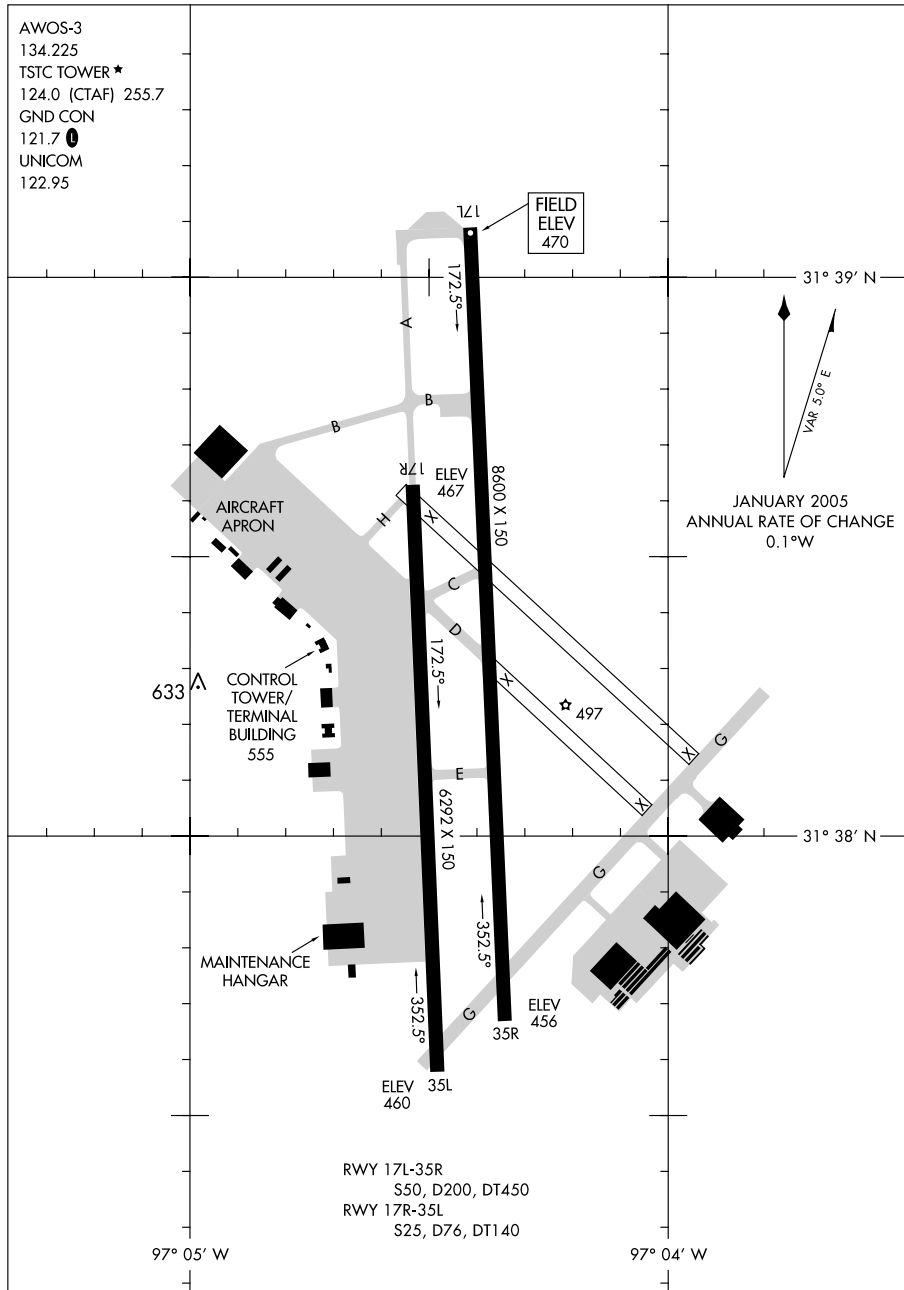 AWOS-3
134.225
TSTC TOWER ★
124.0 (CTAF) 255.7
GND CON
121.7 L
UNICOM
122.95
17L
FIELD
ELEV
470
172.5°
31° 39' N
A
VAR 5.0° E
B
B
17R
ELEV
467
8600 X 150
JANUARY 2005
ANNUAL RATE OF CHANGE
0.1°W
AIRCRAFT
APRON
H
X
C
D
172.5°
X
633
CONTROL
TOWER/
TERMINAL
BUILDING
555
497
G
X
E
X
6292 X 150
31° 38' N
G
352.5°
MAINTENANCE
HANGAR
352.5°
G
ELEV
456
35R
ELEV
460
35L
RWY 17L-35R
S50, D200, DT450
RWY 17R-35L
S25, D76, DT140
97° 05' W
97° 04' W